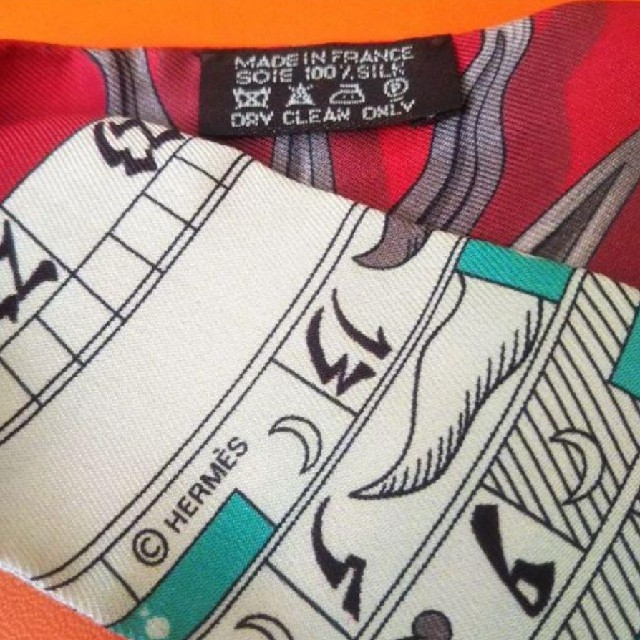 MADE IN FRANCE
SOIE 100% SILK
P
DRY CLEAN ONLY
© HERMÈS